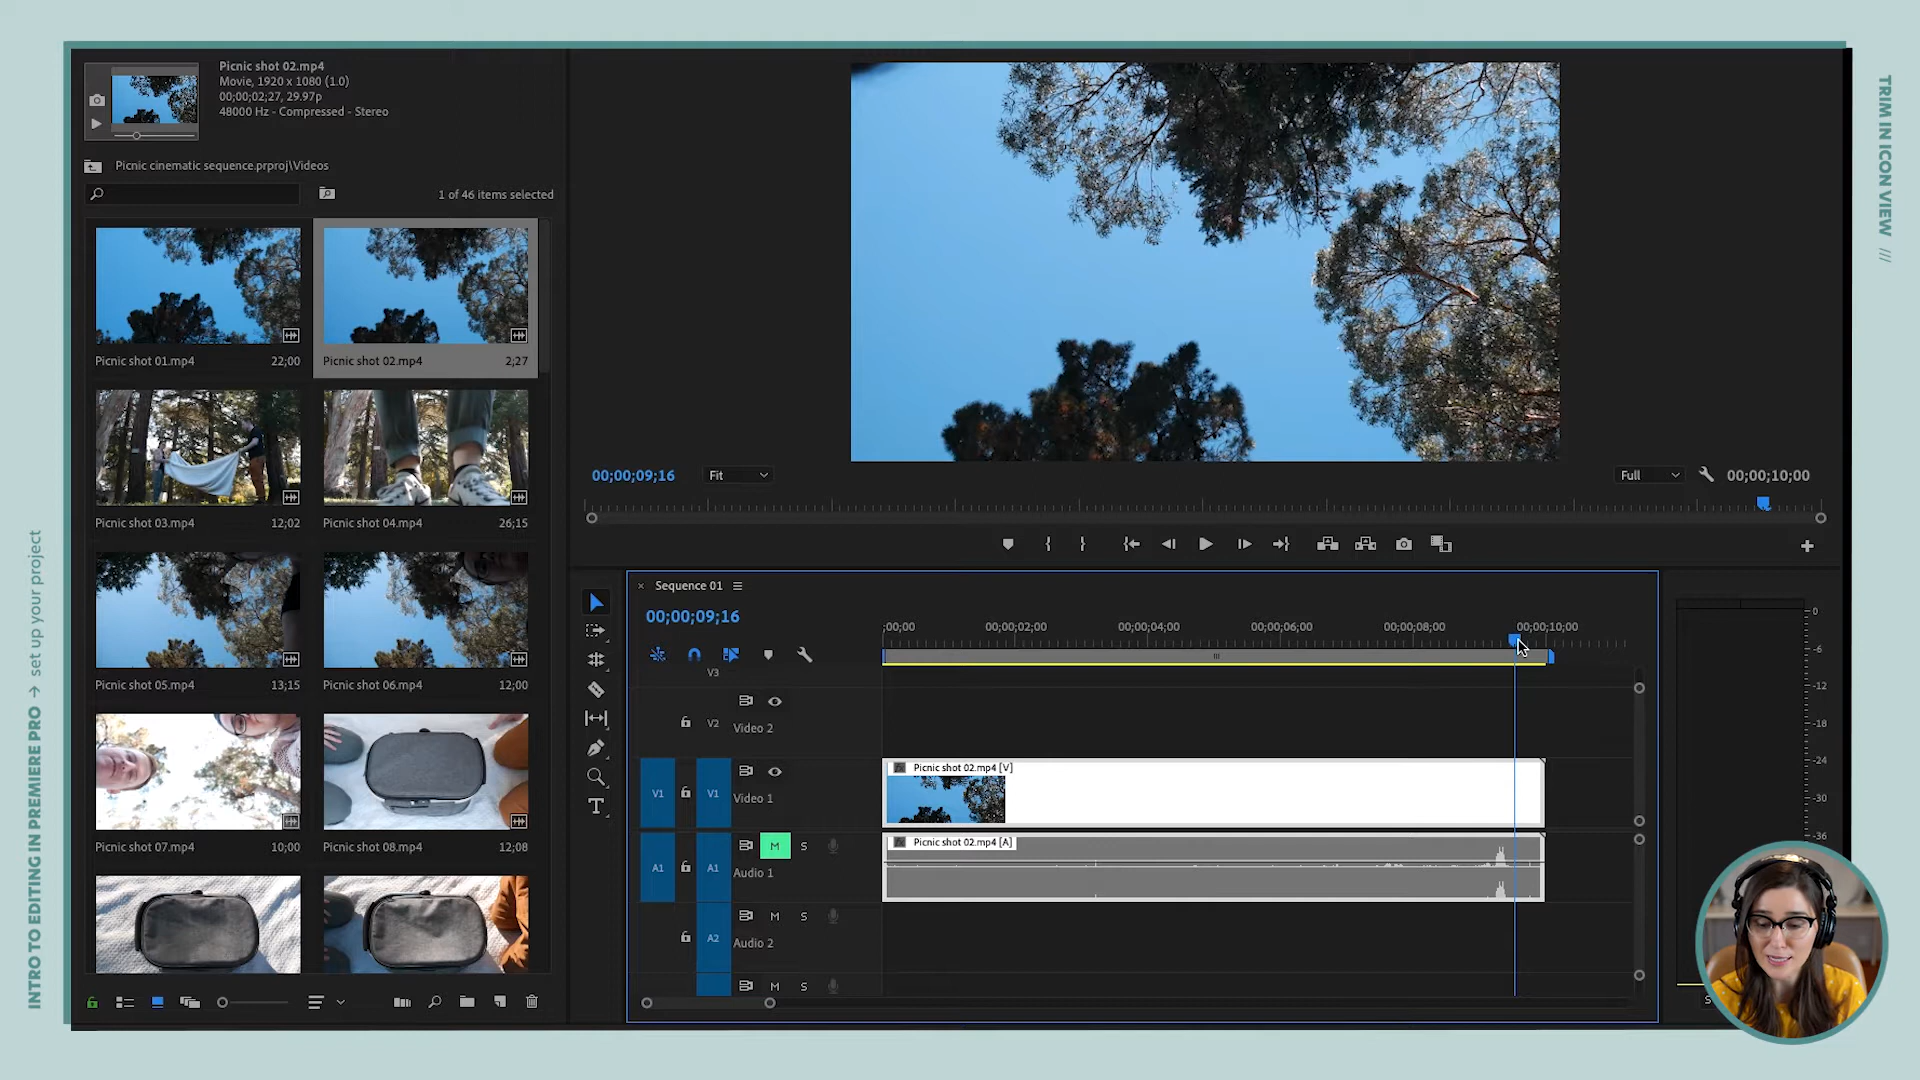 Picnic shot 02.mp4
Movie, 1920 x 1080 (1.0)
00;00;02;27, 29.97p
48000 Hz - Compressed - Stereo
Picnic cinematic sequence.prproj\Videos
1 of 46 items selected
Picnic shot 01.mp4 22;00
Picnic shot 02.mp4 2;27
Picnic shot 03.mp4 12;02
Picnic shot 04.mp4 26;15
Picnic shot 05.mp4 13;15
Picnic shot 06.mp4 12;00
Picnic shot 07.mp4 10;00
Picnic shot 08.mp4 12;08
00;00;09;16
Fit
Full
00;00;10;00
Sequence 01
00;00;09;16
;00;00
00;00;02;00
00;00;04;00
00;00;06;00
00;00;08;00
00;00;10;00
V3
V2
Video 2
V1
V1
Video 1
Picnic shot 02.mp4 [V]
A1
A1
M
S
Audio 1
Picnic shot 02.mp4 [A]
A2
M
S
Audio 2
M
S
0
-6
-12
-18
-24
-30
-36
S
TRIM IN ICON VIEW ///
INTRO TO EDITING IN PREMIERE PRO → set up your project